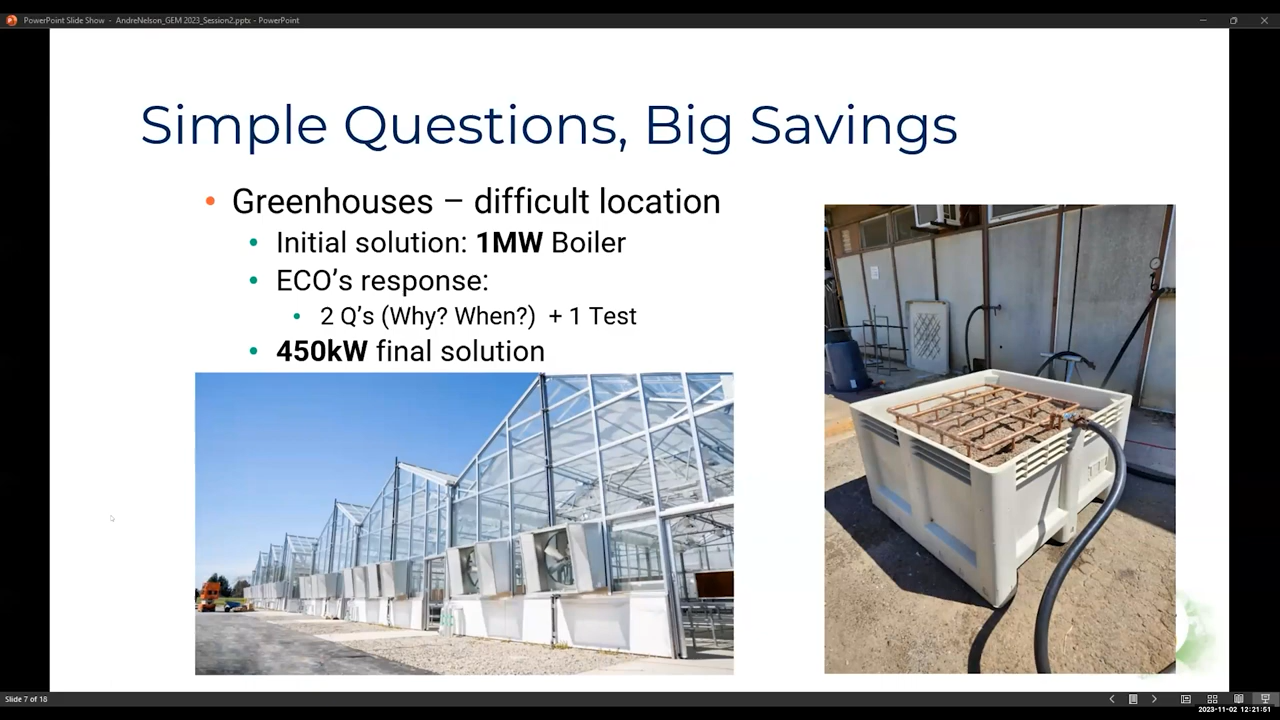 PowerPoint Slide Show - AndreNelson_GEM 2023_Session2.pptx - PowerPoint
Simple Questions, Big Savings
• Greenhouses – difficult location
• Initial solution: 1MW Boiler
• ECO's response:
• 2 Q's (Why? When?) + 1 Test
• 450kW final solution
Slide 7 of 18
2023-11-02 12:21:51